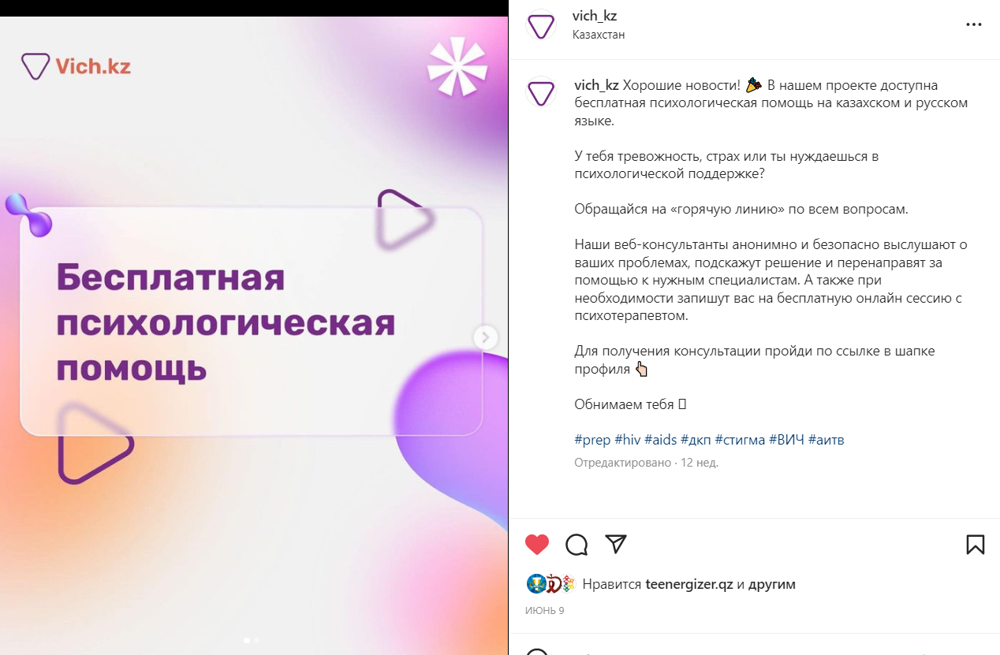 Vich.kz
Бесплатная
психологическая
помощь
vich_kz
Казахстан
vich_kz Хорошие новости! 🎉 В нашем проекте доступна
бесплатная психологическая помощь на казахском и русском
языке.
У тебя тревожность, страх или ты нуждаешься в
психологической поддержке?
Обращайся на «горячую линию» по всем вопросам.
Наши веб-консультанты анонимно и безопасно выслушают о
ваших проблемах, подскажут решение и перенаправят за
помощью к нужным специалистам. А также при
необходимости запишут вас на бесплатную онлайн сессию с
психотерапевтом.
Для получения консультации пройди по ссылке в шапке
профиля 👆🏻
Обнимаем тебя
#prep #hiv #aids #дкп #стигма #ВИЧ #аитв
Отредактировано · 12 нед.
Нравится teenergizer.qz и другим
ИЮНЬ 9